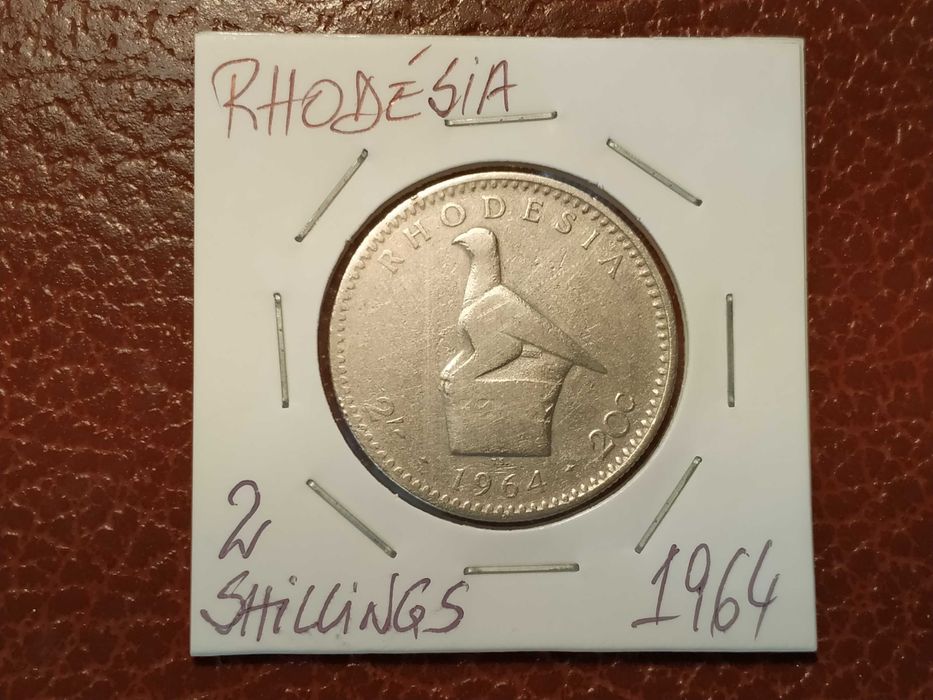 RHODÉSIA
RHODESIA
2/-
20C
1964
2
SHILLINGS
1964